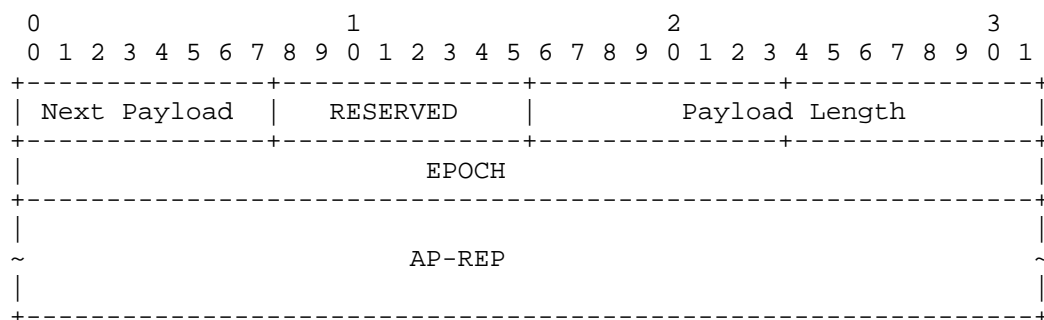 0                   1                   2                   3
0 1 2 3 4 5 6 7 8 9 0 1 2 3 4 5 6 7 8 9 0 1 2 3 4 5 6 7 8 9 0 1
+---------------+---------------+---------------+---------------+
| Next Payload  |   RESERVED    |         Payload Length        |
+---------------+---------------+---------------+---------------+
|                         EPOCH                                 |
+---------------------------------------------------------------+
|                                                               |
~                        AP-REP                                 ~
|                                                               |
+---------------------------------------------------------------+